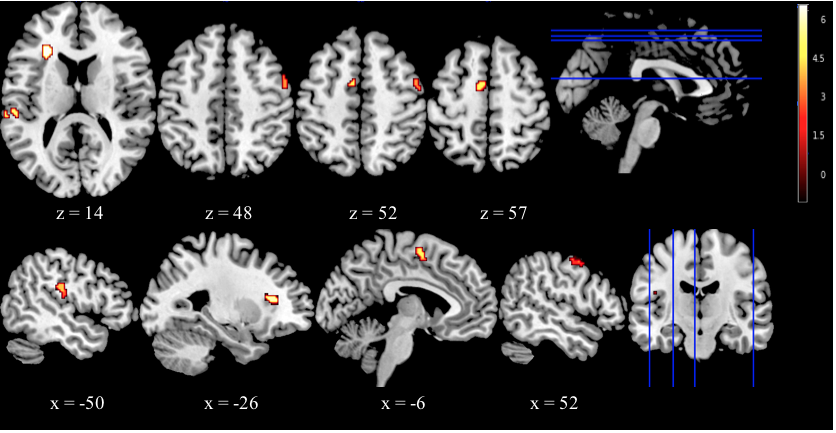 6
4.5
3
1.5
0
z = 14
z = 48
z = 52
z = 57
x = -50
x = -26
x = -6
x = 52